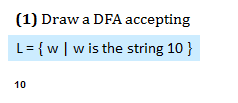 (1) Draw a DFA accepting
L = { w | w is the string 10 }
10